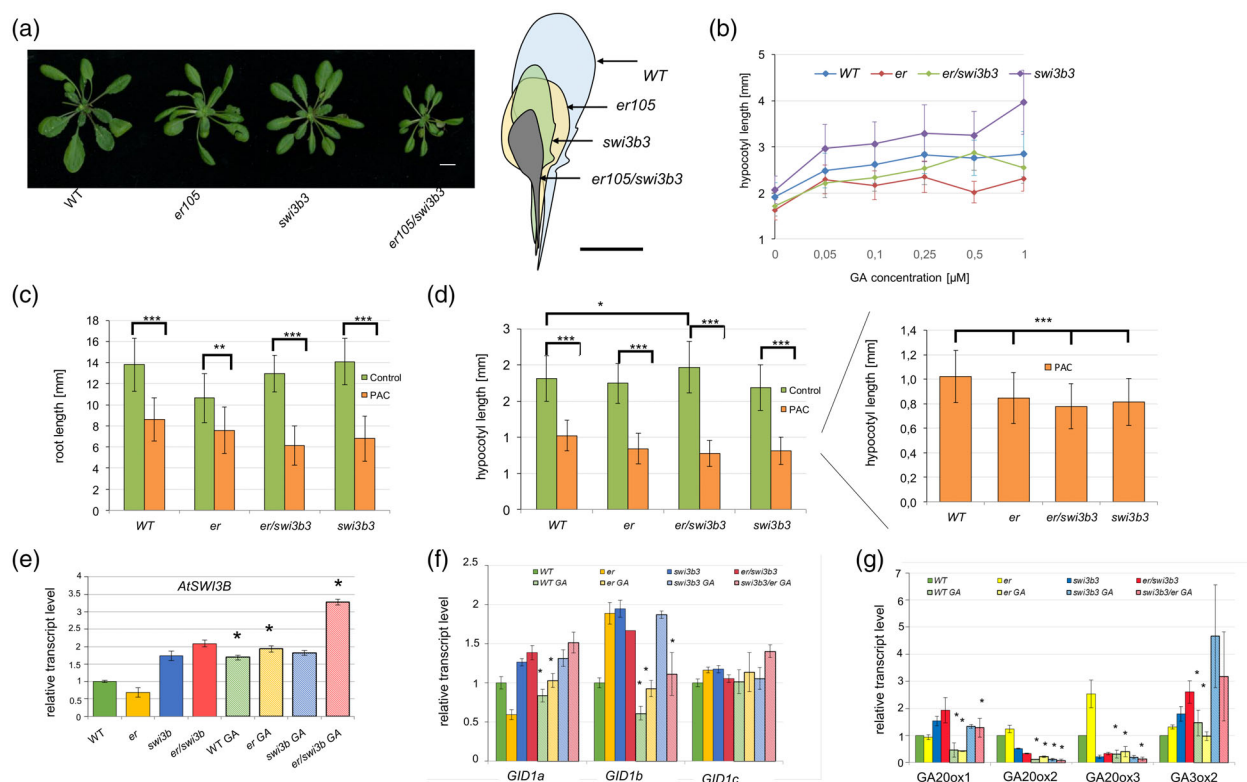 (a)
WT
er105
swi3b3
er105/swi3b3
WT
er105
swi3b3
er105/swi3b3
(b)
hypocotyl length [mm]
5
4
3
2
1
WT er er/swi3b3 swi3b3
0 0,05 0,1 0,25 0,5 1
GA concentration [µM]
(c)
root length [mm]
18
16
14
12
10
8
6
4
2
0
*** ** *** ***
Control
PAC
WT er er/swi3b3 swi3b3
(d)
hypocotyl length [mm]
3
2
2
1
1
0
*
*** *** *** ***
Control
PAC
WT er er/swi3b3 swi3b3
hypocotyl length [mm]
1,4
1,2
1,0
0,8
0,6
0,4
0,2
0,0
***
PAC
WT er er/swi3b3 swi3b3
(e)
relative transcript level
4
3.5
3
2.5
2
1.5
1
0.5
0
AtSWI3B
* * *
WT er swi3b er/swi3b WT GA er GA swi3b GA er/swi3b GA
(f)
relative transcript level
2.5
2
1.5
1
0.5
0
WT er swi3b3 er/swi3b3
WT GA er GA swi3b3 GA swi3b3/er GA
* * * * *
GID1a GID1b GID1c
(g)
relative transcript level
7
6
5
4
3
2
1
0
WT er swi3b3 er/swi3b3
WT GA er GA swi3b3 GA swi3b3/er GA
* * * * * * * * * * * *
GA20ox1 GA20ox2 GA20ox3 GA3ox2